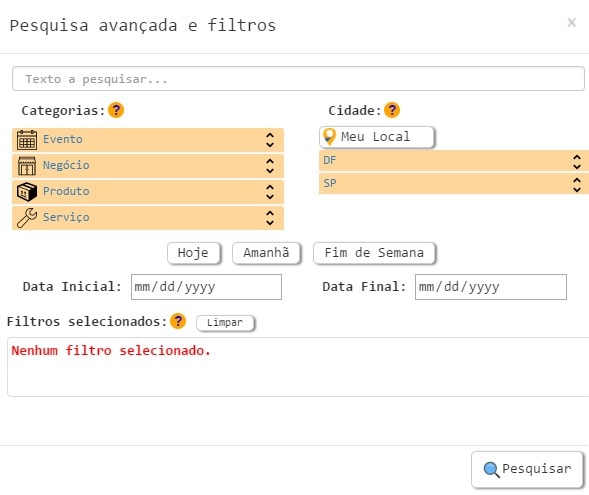 Pesquisa avançada e filtros ×
Texto a pesquisar...
Categorias: ? Cidade: ?
Meu Local
Evento
DF
Negócio
SP
Produto
Serviço
Hoje Amanhã Fim de Semana
Data Inicial: mm/dd/yyyy Data Final: mm/dd/yyyy
Filtros selecionados: ? Limpar
Nenhum filtro selecionado.
Pesquisar